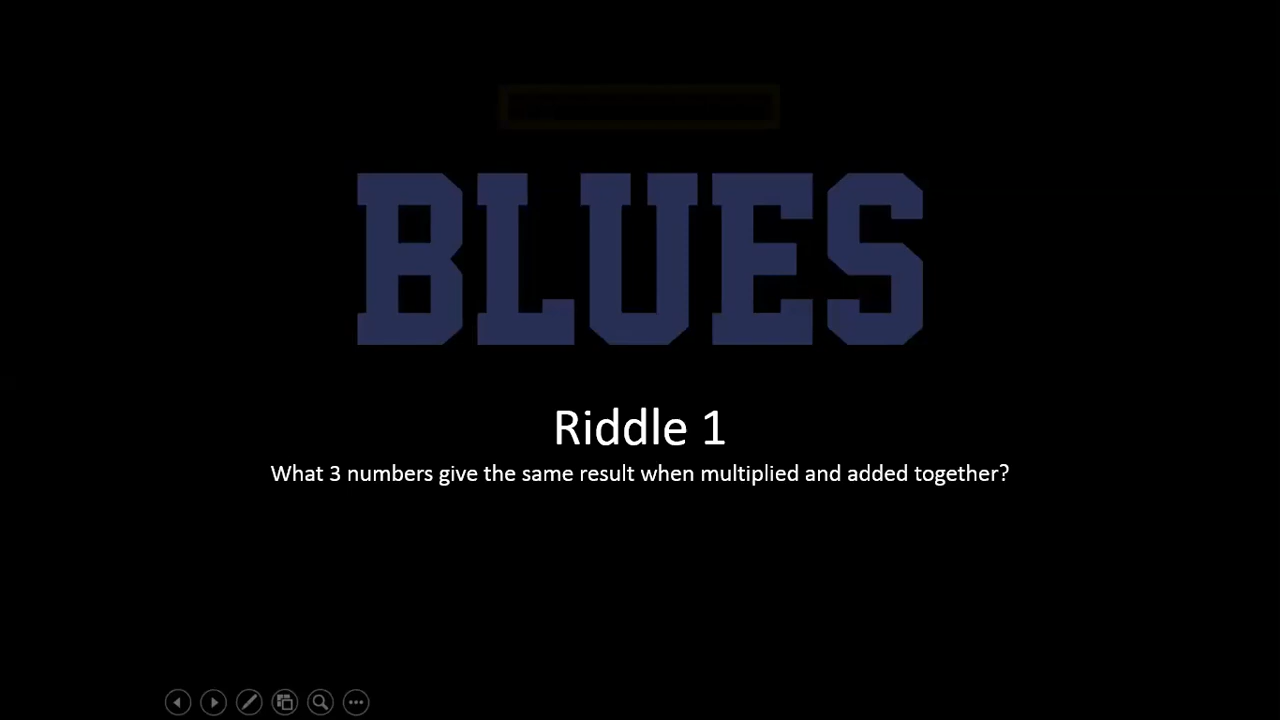 BLUES
Riddle 1
What 3 numbers give the same result when multiplied and added together?